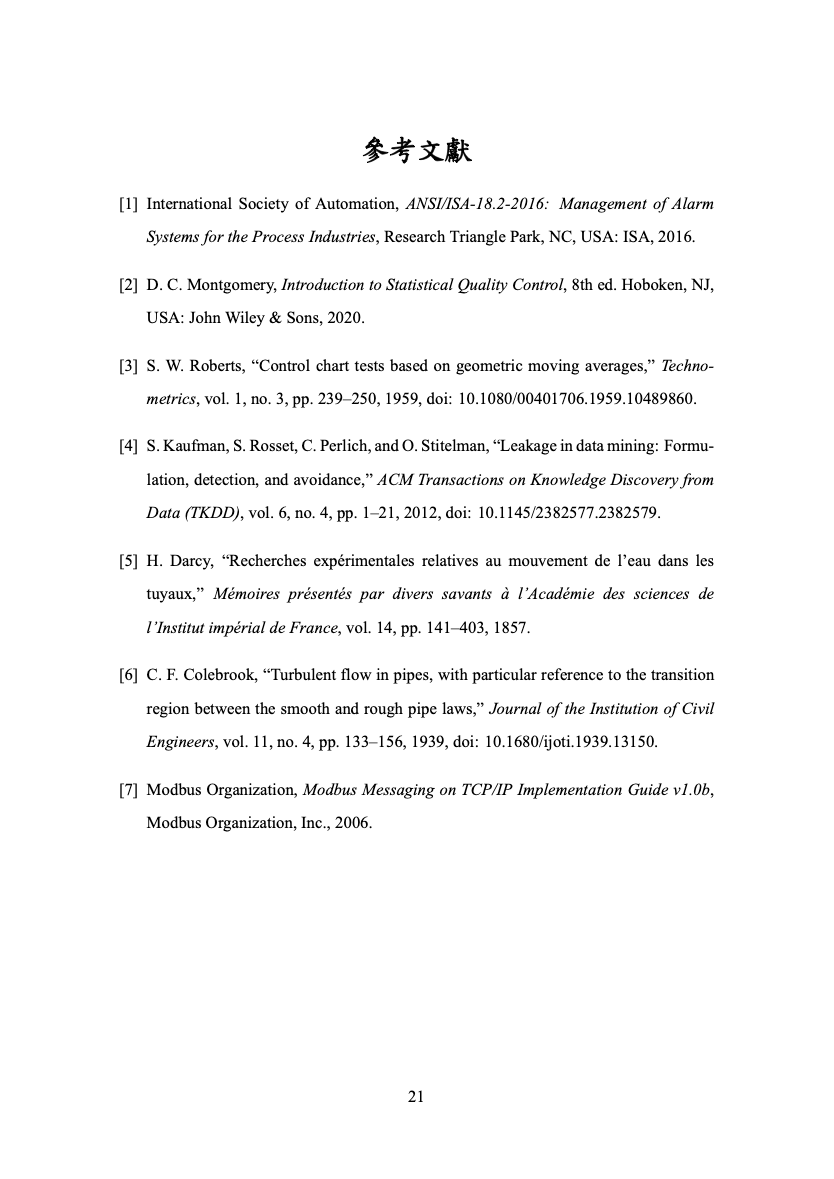 參考文獻
[1] International Society of Automation, ANSI/ISA-18.2-2016: Management of Alarm
Systems for the Process Industries, Research Triangle Park, NC, USA: ISA, 2016.
[2] D. C. Montgomery, Introduction to Statistical Quality Control, 8th ed. Hoboken, NJ,
USA: John Wiley & Sons, 2020.
[3] S. W. Roberts, “Control chart tests based on geometric moving averages,” Techno-
metrics, vol. 1, no. 3, pp. 239–250, 1959, doi: 10.1080/00401706.1959.10489860.
[4] S. Kaufman, S. Rosset, C. Perlich, and O. Stitelman, “Leakage in data mining: Formu-
lation, detection, and avoidance,” ACM Transactions on Knowledge Discovery from
Data (TKDD), vol. 6, no. 4, pp. 1–21, 2012, doi: 10.1145/2382577.2382579.
[5] H. Darcy, “Recherches expérimentales relatives au mouvement de l’eau dans les
tuyaux,” Mémoires présentés par divers savants à l’Académie des sciences de
l’Institut impérial de France, vol. 14, pp. 141–403, 1857.
[6] C. F. Colebrook, “Turbulent flow in pipes, with particular reference to the transition
region between the smooth and rough pipe laws,” Journal of the Institution of Civil
Engineers, vol. 11, no. 4, pp. 133–156, 1939, doi: 10.1680/ijoti.1939.13150.
[7] Modbus Organization, Modbus Messaging on TCP/IP Implementation Guide v1.0b,
Modbus Organization, Inc., 2006.
21